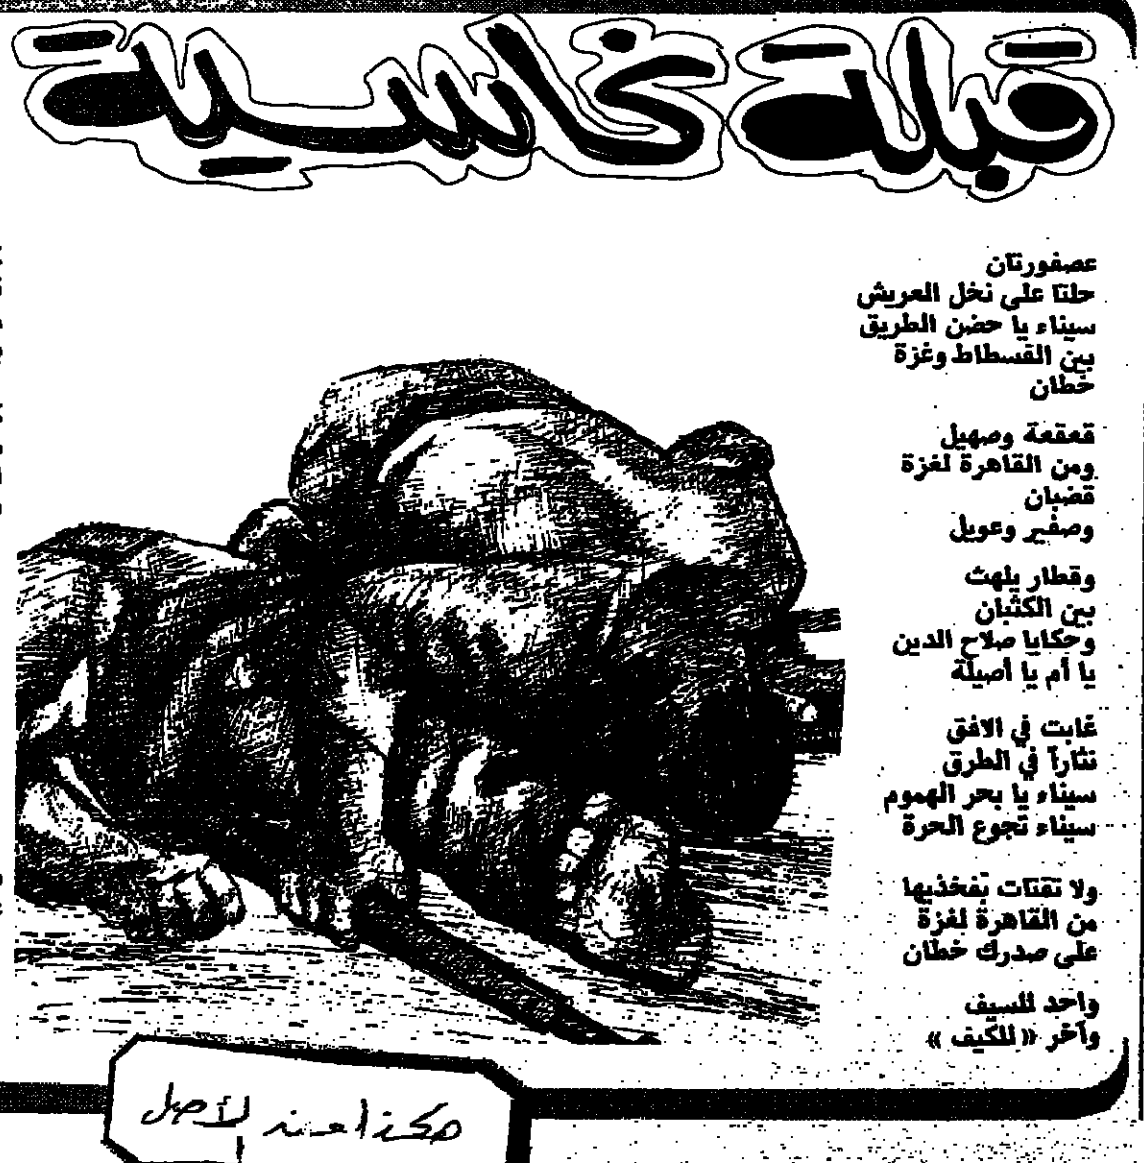 قبلة نحاسية
عصفورتان
حلتا على نخل العريش
سيناء يا حضن الطريق
بين القسطاط وغزة
خطان
قعقعة وصهيل
ومن القاهرة لغزة
قضبان
وصفير وعويل
وقطار يلهث
بين الكثبان
وحكايا صلاح الدين
يا أم يا أصيلة
غابت في الافق
نثاراً في الطرق
سيناء يا بحر الهموم
سيناء تجوع الحرة
ولا تقتات بفخذيها
من القاهرة لغزة
على صدرك خطان
واحد للسيف
وآخر «للكيف»
هكذا عند لأصل